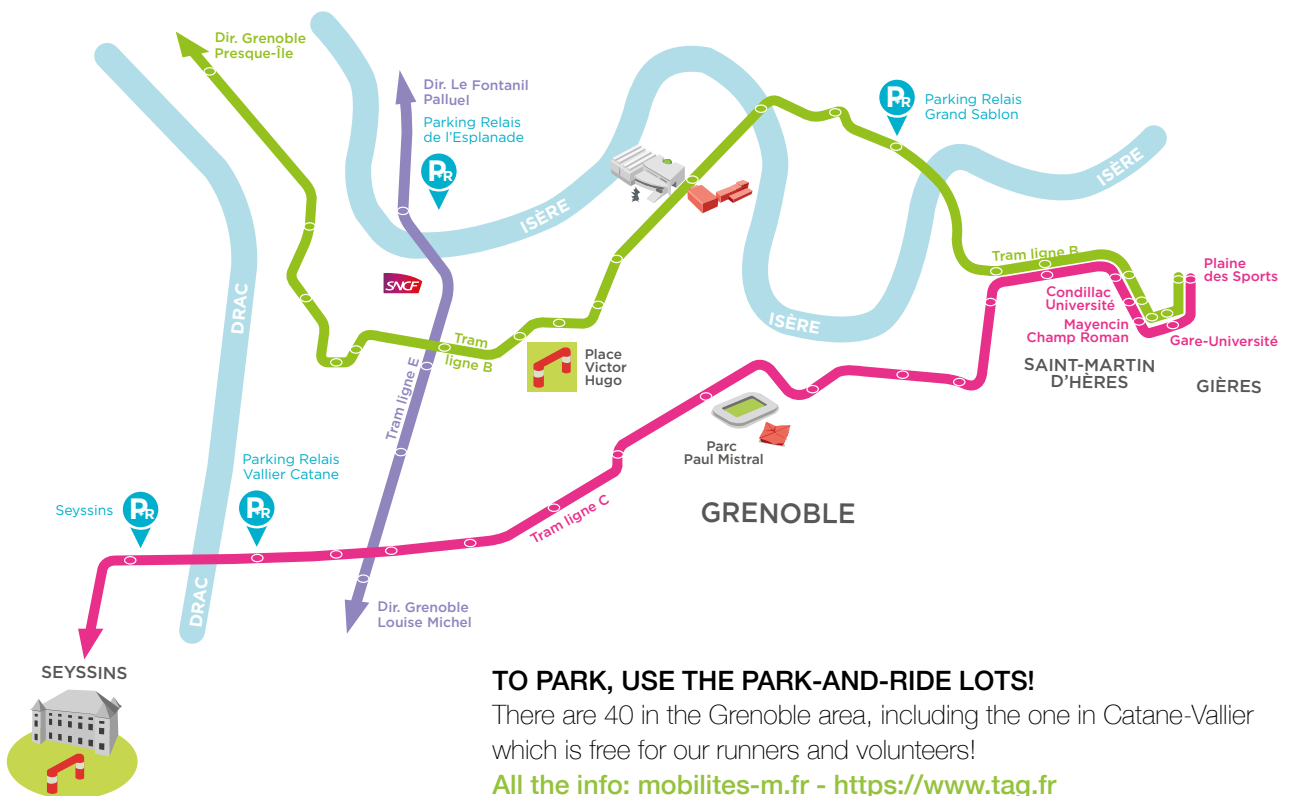 Dir. Grenoble
Presque-Île
Dir. Le Fontanil
Palluel
Parking Relais
de l'Esplanade
P+R
P+R
Parking Relais
Grand Sablon
ISÈRE
ISÈRE
ISÈRE
DRAC
SNCF
Tram ligne B
Plaine
des Sports
Condillac
Université
Mayencin
Champ Roman
Gare-Université
SAINT-MARTIN
D'HÈRES
GIÈRES
Tram
ligne B
Tram ligne E
Place
Victor
Hugo
Parc
Paul Mistral
Parking Relais
Vallier Catane
P+R
Seyssins
P+R
Tram ligne C
GRENOBLE
DRAC
Dir. Grenoble
Louise Michel
SEYSSINS
TO PARK, USE THE PARK-AND-RIDE LOTS!
There are 40 in the Grenoble area, including the one in Catane-Vallier
which is free for our runners and volunteers!
All the info: mobilites-m.fr - https://www.tag.fr